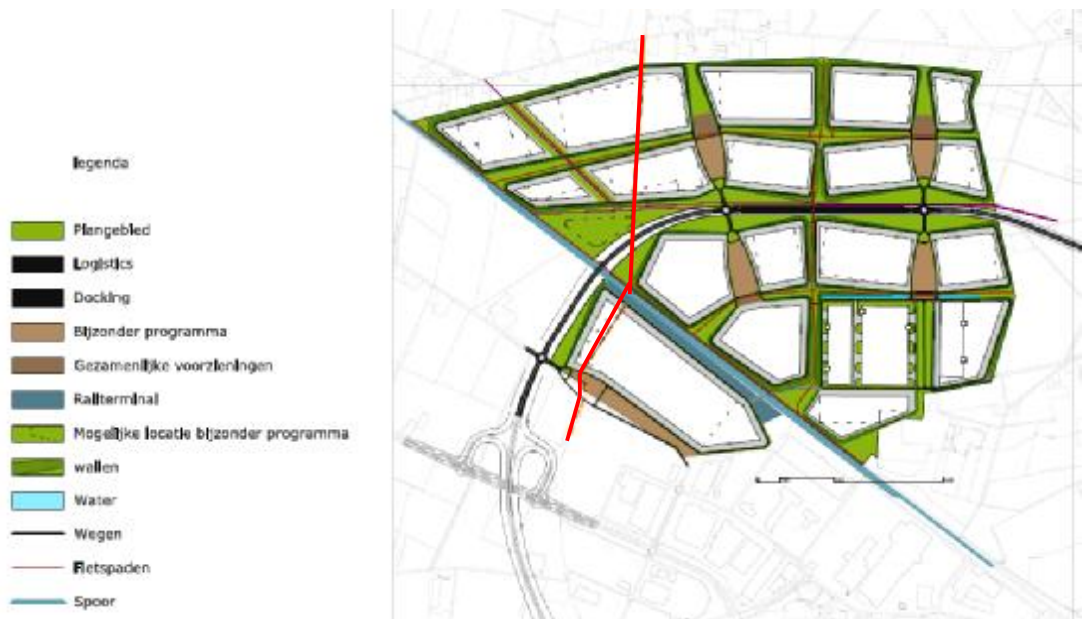 legenda
Plangebied
Logistics
Docking
Bijzonder programma
Gezamenlijke voorzieningen
Railterminal
Mogelijke locatie bijzonder programma
wallen
Water
Wegen
Fietspaden
Spoor